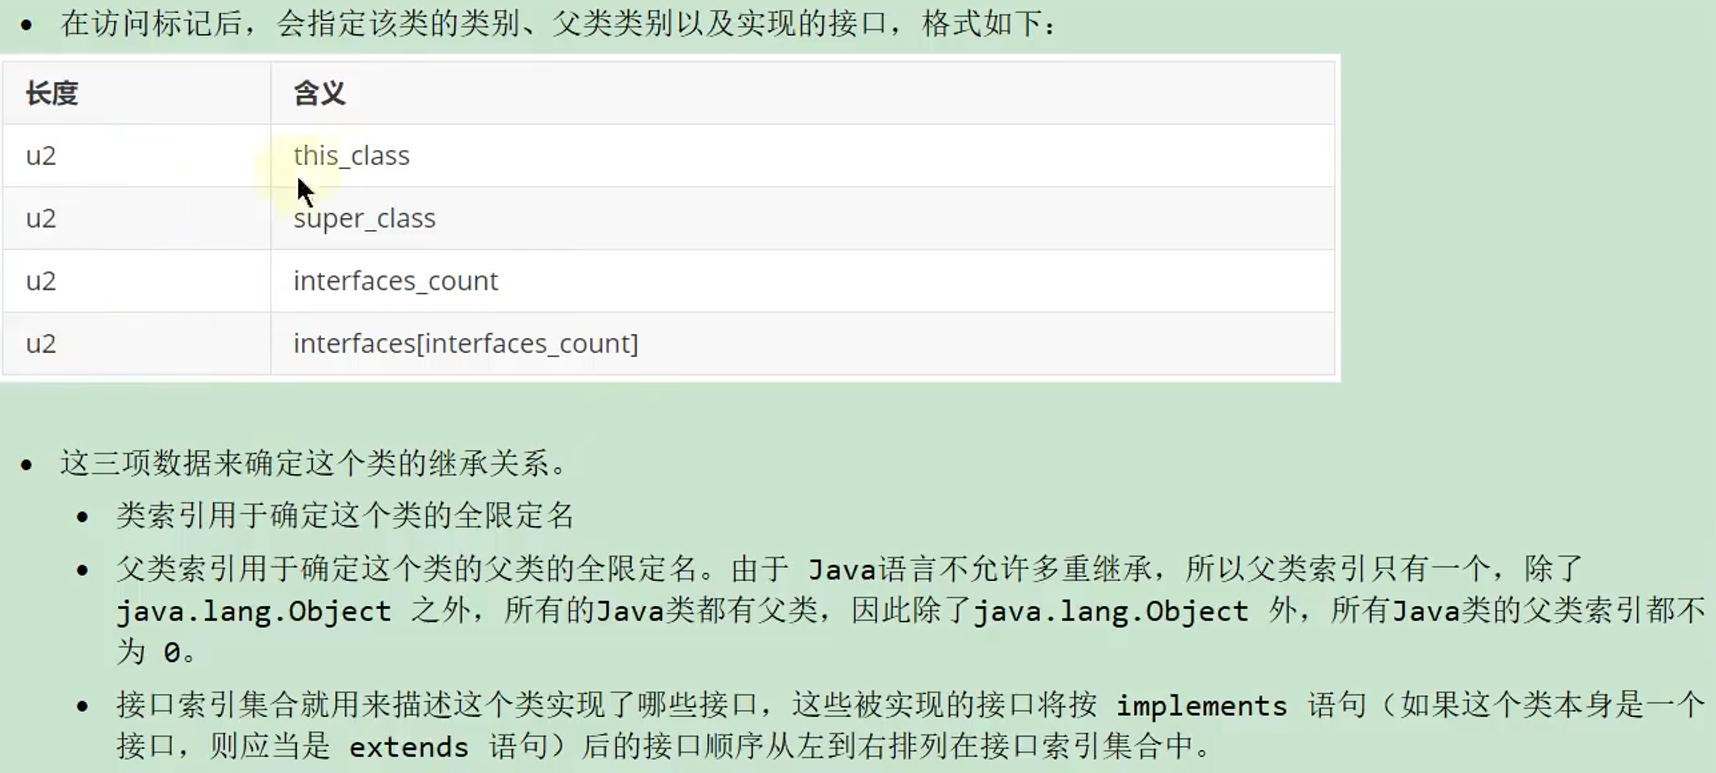 • 在访问标记后，会指定该类的类别、父类类别以及实现的接口，格式如下：
长度 含义
u2 this_class
u2 super_class
u2 interfaces_count
u2 interfaces[interfaces_count]
• 这三项数据来确定这个类的继承关系。
• 类索引用于确定这个类的全限定名
• 父类索引用于确定这个类的父类的全限定名。由于 Java语言不允许多重继承，所以父类索引只有一个，除了
java.lang.Object 之外，所有的Java类都有父类，因此除了java.lang.Object 外，所有Java类的父类索引都不
为 0。
• 接口索引集合就用来描述这个类实现了哪些接口，这些被实现的接口将按 implements 语句（如果这个类本身是一个
接口，则应当是 extends 语句）后的接口顺序从左到右排列在接口索引集合中。